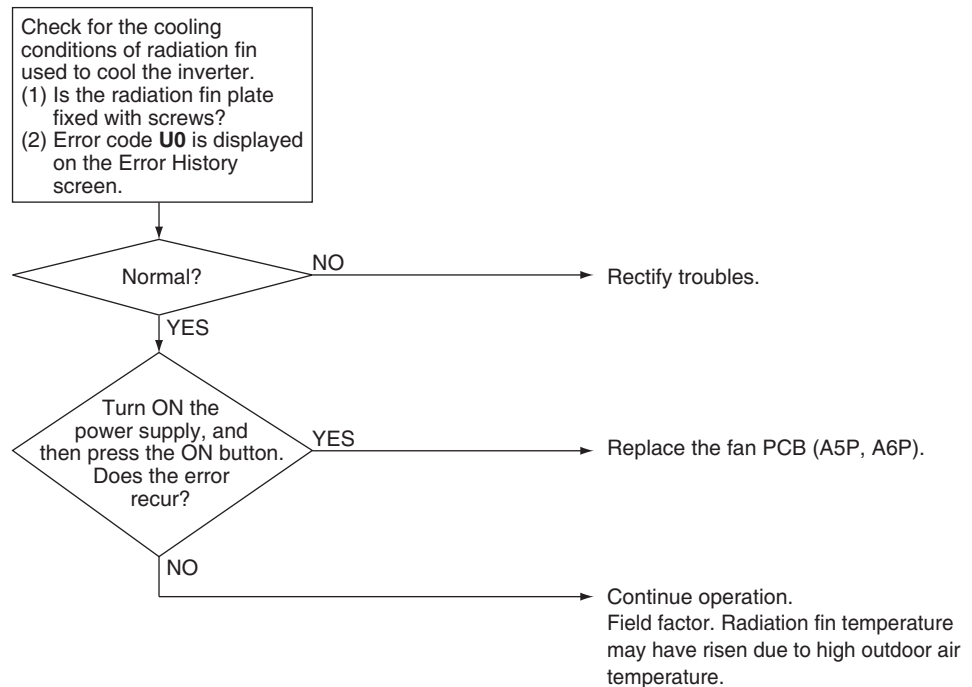 Check for the cooling
conditions of radiation fin
used to cool the inverter.
(1) Is the radiation fin plate
fixed with screws?
(2) Error code U0 is displayed
on the Error History
screen.
Normal?
NO
Rectify troubles.
YES
Turn ON the
power supply, and
then press the ON button.
Does the error
recur?
YES
Replace the fan PCB (A5P, A6P).
NO
Continue operation.
Field factor. Radiation fin temperature
may have risen due to high outdoor air
temperature.